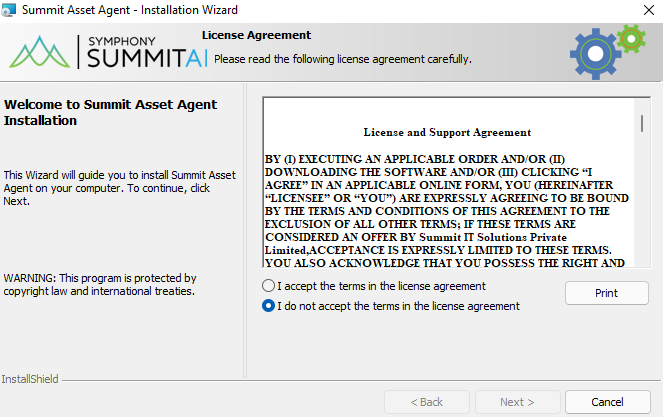 Summit Asset Agent - Installation Wizard
SYMPHONY
SUMMITAI
License Agreement
Please read the following license agreement carefully.
Welcome to Summit Asset Agent
Installation
This Wizard will guide you to install Summit Asset
Agent on your computer. To continue, click
Next.
WARNING: This program is protected by
copyright law and international treaties.
License and Support Agreement
BY (I) EXECUTING AN APPLICABLE ORDER AND/OR (II)
DOWNLOADING THE SOFTWARE AND/OR (III) CLICKING “I
AGREE” IN AN APPLICABLE ONLINE FORM, YOU (HEREINAFTER
“LICENSEE” OR “YOU”) ARE EXPRESSLY AGREEING TO BE BOUND
BY THE TERMS AND CONDITIONS OF THIS AGREEMENT TO THE
EXCLUSION OF ALL OTHER TERMS; IF THESE TERMS ARE
CONSIDERED AN OFFER BY Summit IT Solutions Private
Limited,ACCEPTANCE IS EXPRESSLY LIMITED TO THESE TERMS.
YOU ALSO ACKNOWLEDGE THAT YOU POSSESS THE RIGHT AND
I accept the terms in the license agreement
I do not accept the terms in the license agreement
Print
InstallShield
< Back
Next >
Cancel